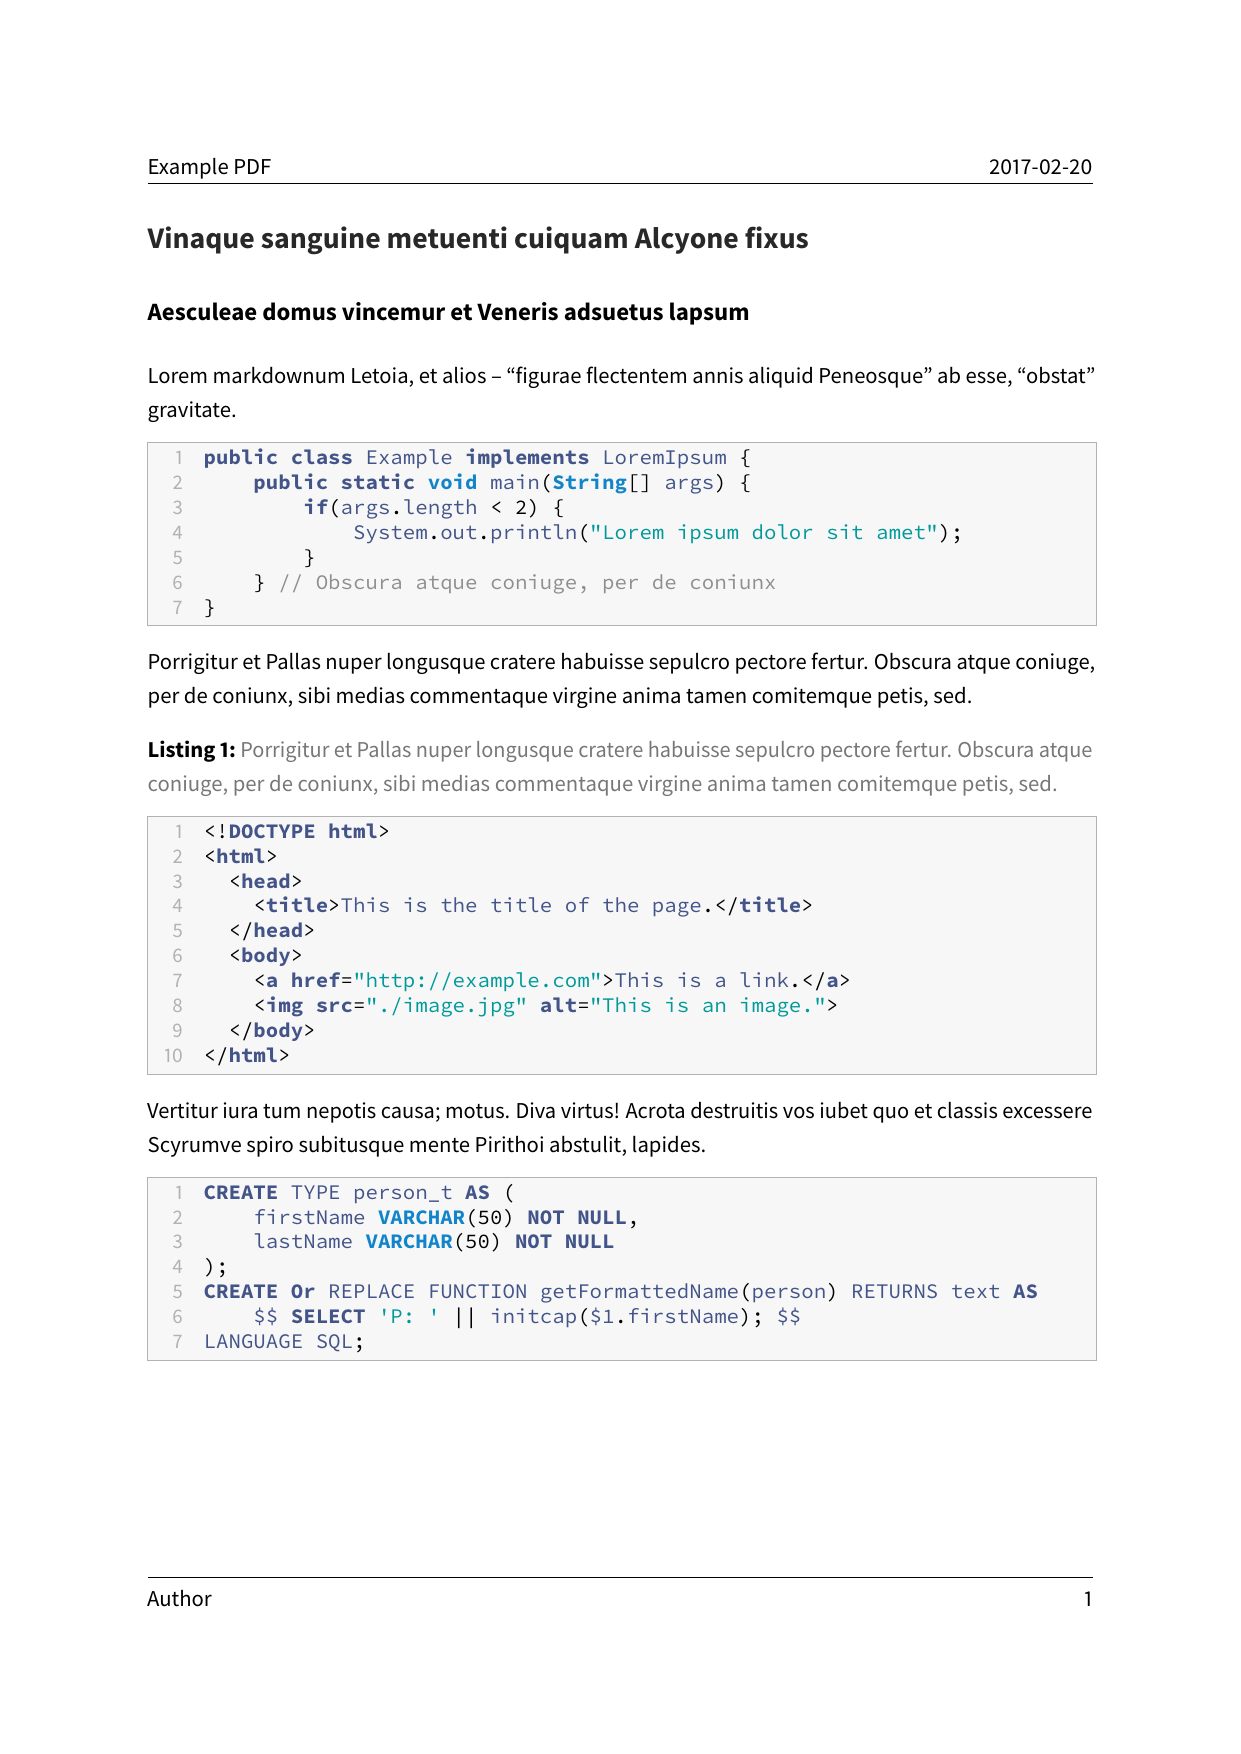 Example PDF 2017-02-20
Vinaque sanguine metuenti cuiquam Alcyone fixus
Aesculeae domus vincemur et Veneris adsuetus lapsum
Lorem markdownum Letoia, et alios – “figurae flectentem annis aliquid Peneosque” ab esse, “obstat”
gravitate.
1 public class Example implements LoremIpsum {
2     public static void main(String[] args) {
3         if(args.length < 2) {
4             System.out.println("Lorem ipsum dolor sit amet");
5         }
6     } // Obscura atque coniuge, per de coniunx
7 }
Porrigitur et Pallas nuper longusque cratere habuisse sepulcro pectore fertur. Obscura atque coniuge,
per de coniunx, sibi medias commentaque virgine anima tamen comitemque petis, sed.
Listing 1: Porrigitur et Pallas nuper longusque cratere habuisse sepulcro pectore fertur. Obscura atque
coniuge, per de coniunx, sibi medias commentaque virgine anima tamen comitemque petis, sed.
1 <!DOCTYPE html>
2 <html>
3   <head>
4     <title>This is the title of the page.</title>
5   </head>
6   <body>
7     <a href="http://example.com">This is a link.</a>
8     <img src="./image.jpg" alt="This is an image.">
9   </body>
10 </html>
Vertitur iura tum nepotis causa; motus. Diva virtus! Acrota destruitis vos iubet quo et classis excessere
Scyrumve spiro subitusque mente Pirithoi abstulit, lapides.
1 CREATE TYPE person_t AS (
2     firstName VARCHAR(50) NOT NULL,
3     lastName VARCHAR(50) NOT NULL
4 );
5 CREATE Or REPLACE FUNCTION getFormattedName(person) RETURNS text AS
6     $$ SELECT 'P: ' || initcap($1.firstName); $$
7 LANGUAGE SQL;
Author 1